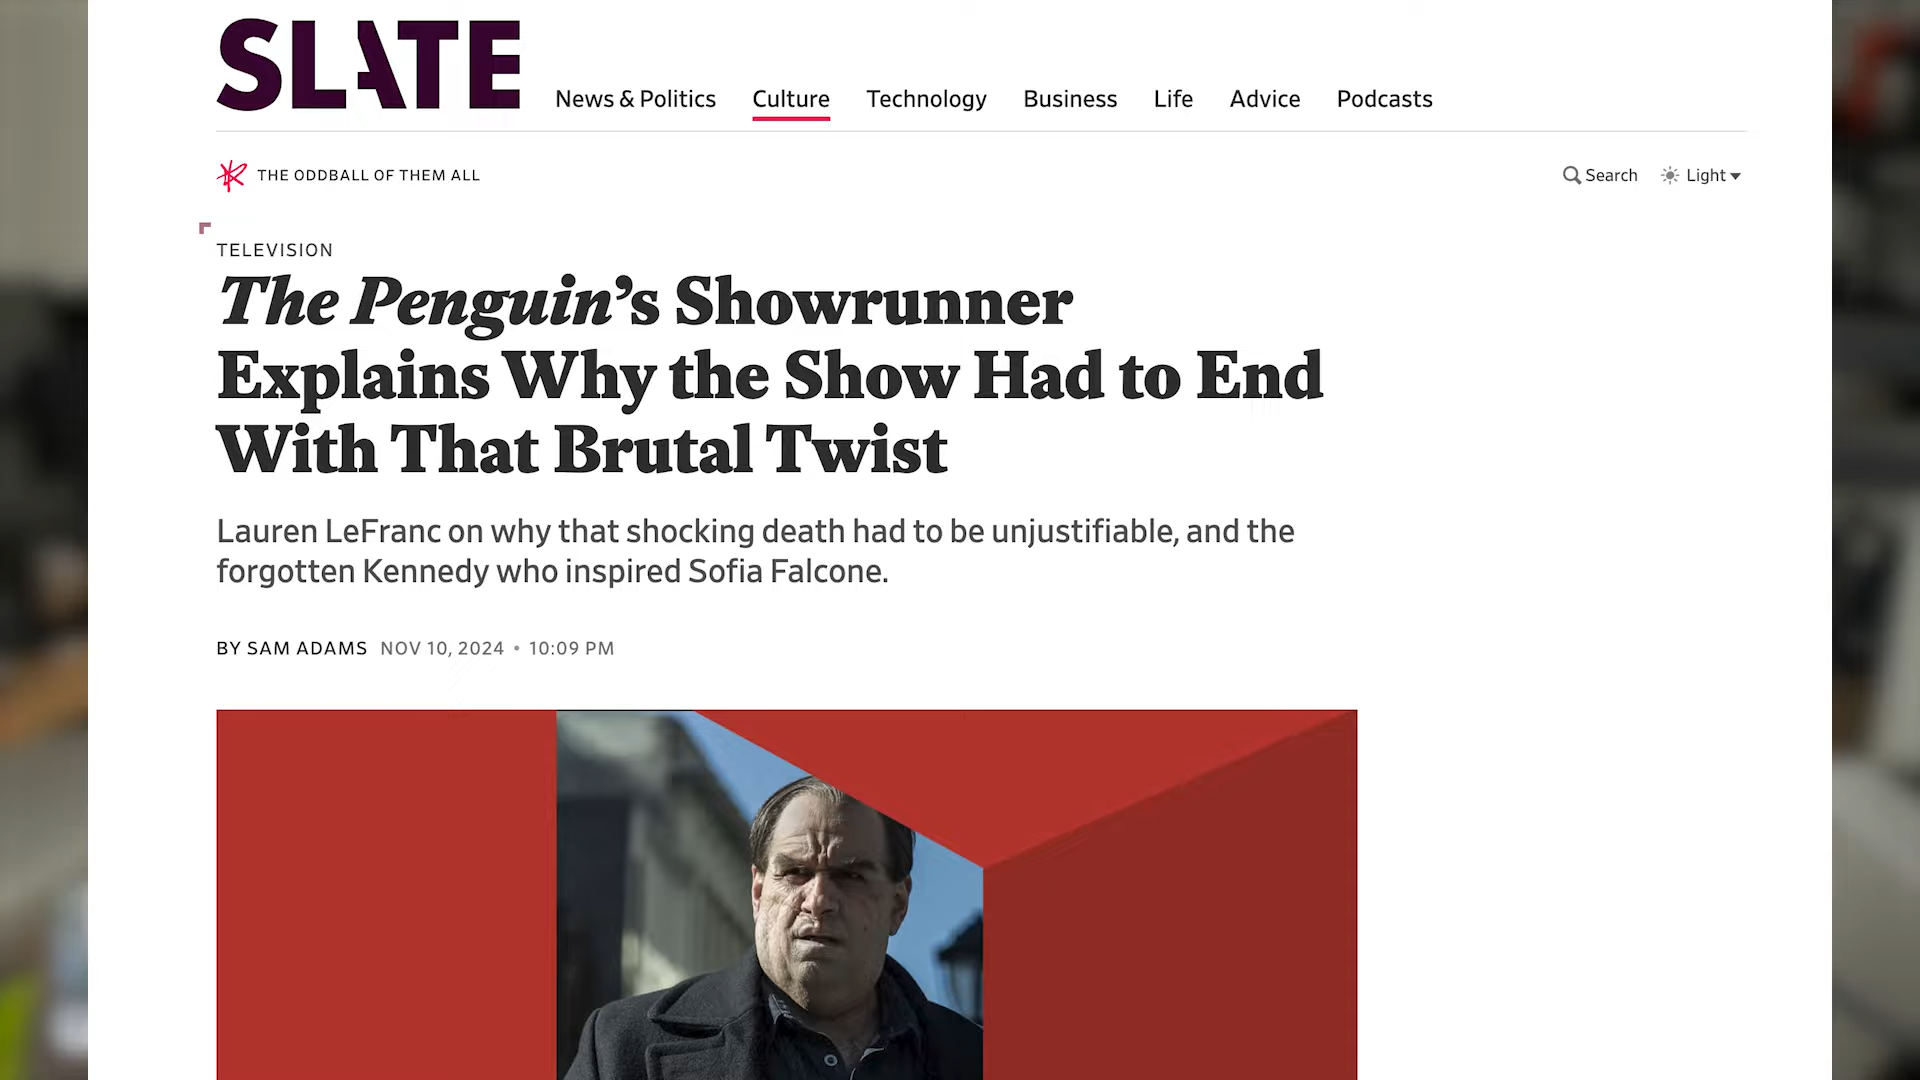 SLATE
News & Politics Culture Technology Business Life Advice Podcasts
THE ODDBALL OF THEM ALL
Search Light
TELEVISION
The Penguin’s Showrunner
Explains Why the Show Had to End
With That Brutal Twist
Lauren LeFranc on why that shocking death had to be unjustifiable, and the
forgotten Kennedy who inspired Sofia Falcone.
BY SAM ADAMS NOV 10, 2024 • 10:09 PM